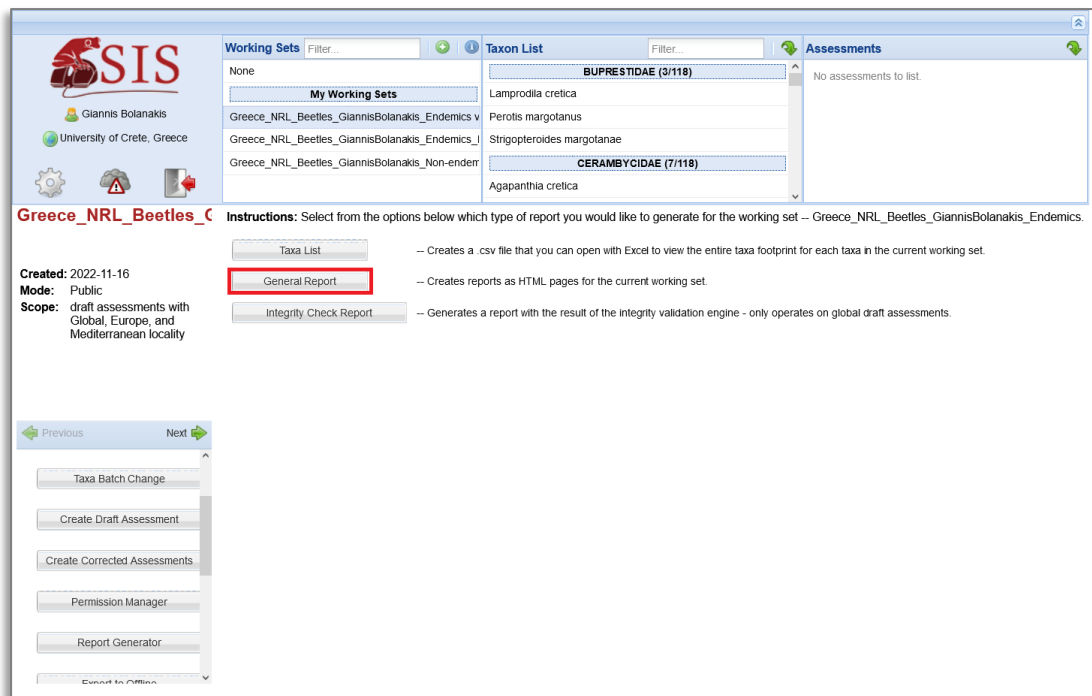 SIS
Giannis Bolanakis
University of Crete, Greece
Working Sets Filter...
None
My Working Sets
Greece_NRL_Beetles_GiannisBolanakis_Endemics v
Greece_NRL_Beetles_GiannisBolanakis_Endemics_
Greece_NRL_Beetles_GiannisBolanakis_Non-endem
Taxon List Filter...
BUPRESTIDAE (3/118)
Lamprodila cretica
Perotis margotanus
Strigopteroides margotanae
CERAMBYCIDAE (7/118)
Agapanthia cretica
Assessments
No assessments to list.
Greece_NRL_Beetles_
Created: 2022-11-16
Mode: Public
Scope: draft assessments with
Global, Europe, and
Mediterranean locality
Instructions: Select from the options below which type of report you would like to generate for the working set -- Greece_NRL_Beetles_GiannisBolanakis_Endemics.
Taxa List -- Creates a .csv file that you can open with Excel to view the entire taxa footprint for each taxa in the current working set.
General Report -- Creates reports as HTML pages for the current working set.
Integrity Check Report -- Generates a report with the result of the integrity validation engine - only operates on global draft assessments.
Previous Next
Taxa Batch Change
Create Draft Assessment
Create Corrected Assessments
Permission Manager
Report Generator
Export to Offline